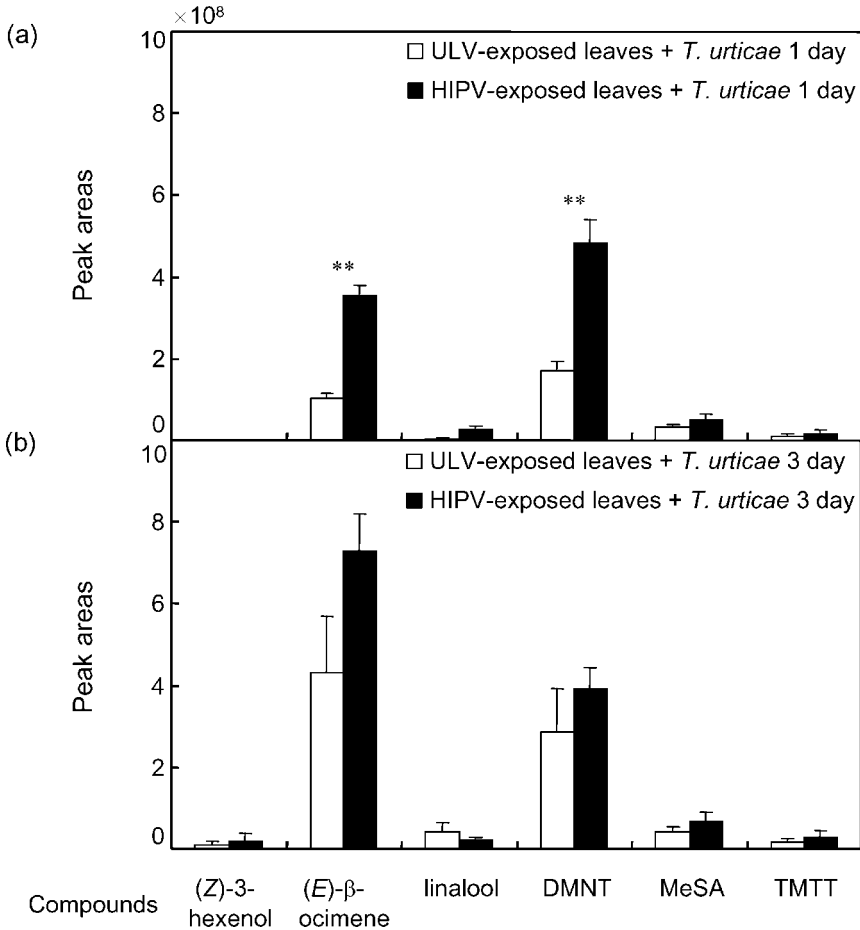 (a)
×10⁸
10
8
6
4
2
0
Peak areas
ULV-exposed leaves + T. urticae 1 day
HIPV-exposed leaves + T. urticae 1 day
**
**
(b)
10
8
6
4
2
0
Peak areas
ULV-exposed leaves + T. urticae 3 day
HIPV-exposed leaves + T. urticae 3 day
Compounds
(Z)-3-
hexenol
(E)-β-
ocimene
linalool
DMNT
MeSA
TMTT